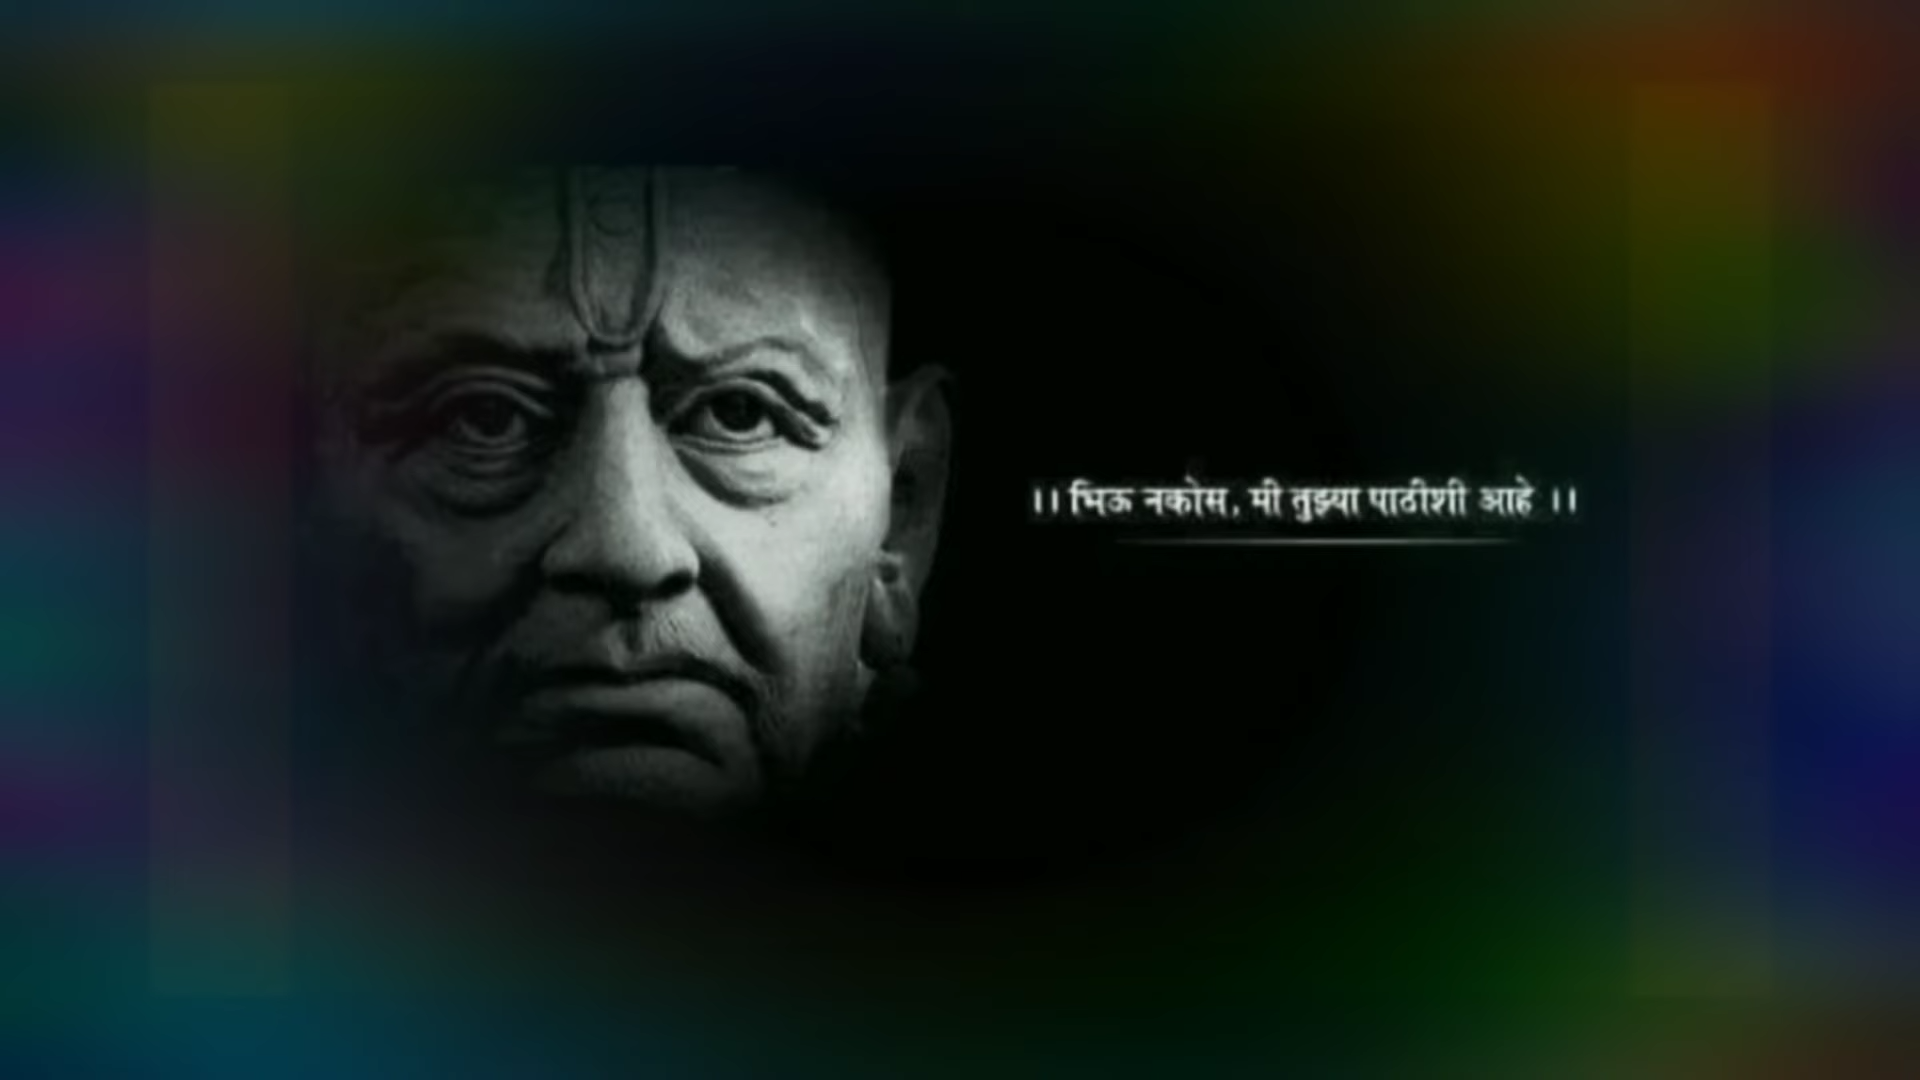 ।। भिऊ नकोस, मी तुझ्या पाठीशी आहे ।।